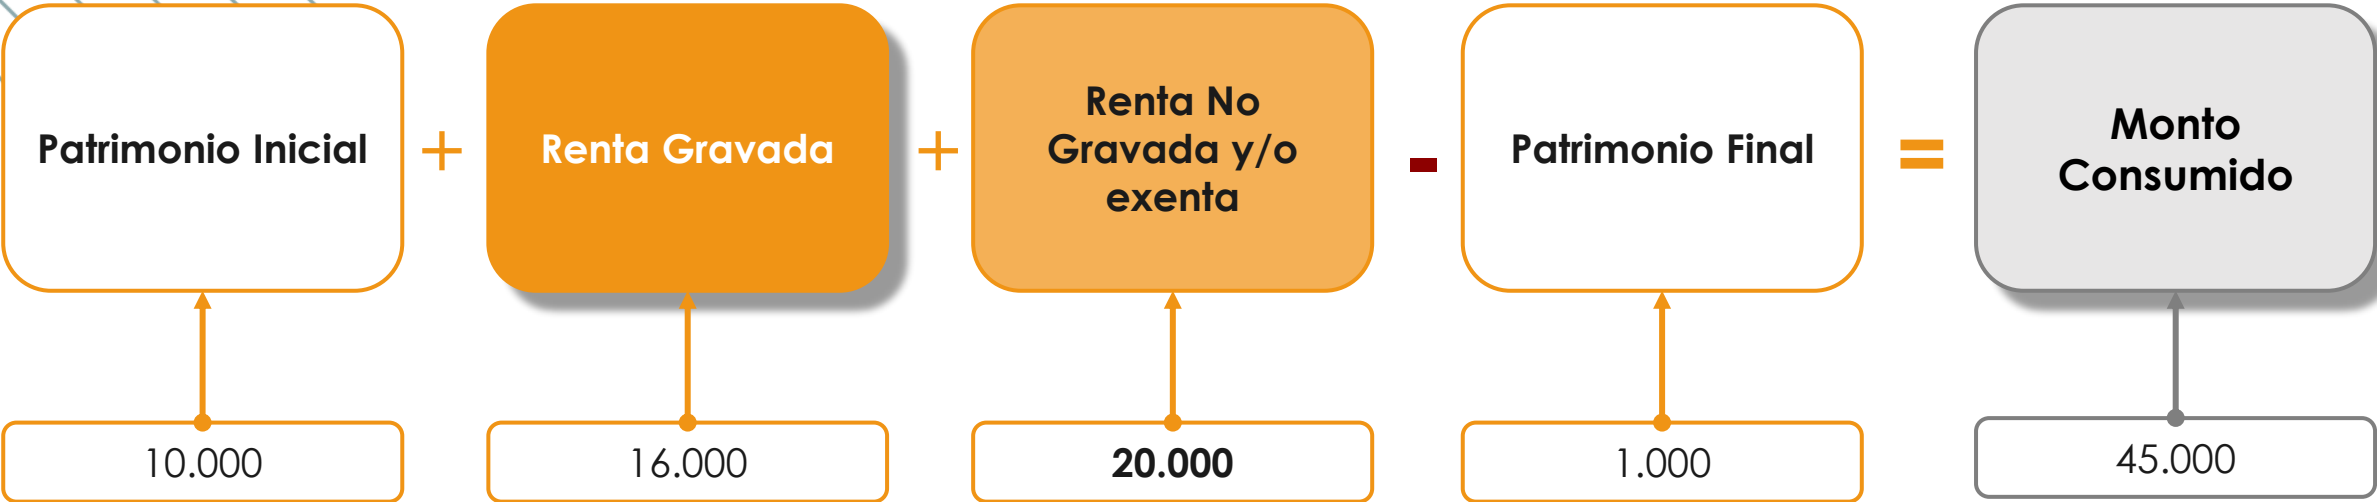 Patrimonio Inicial
+
Renta Gravada
+
Renta No
Gravada y/o
exenta
-
Patrimonio Final
=
Monto
Consumido
10.000
16.000
20.000
1.000
45.000